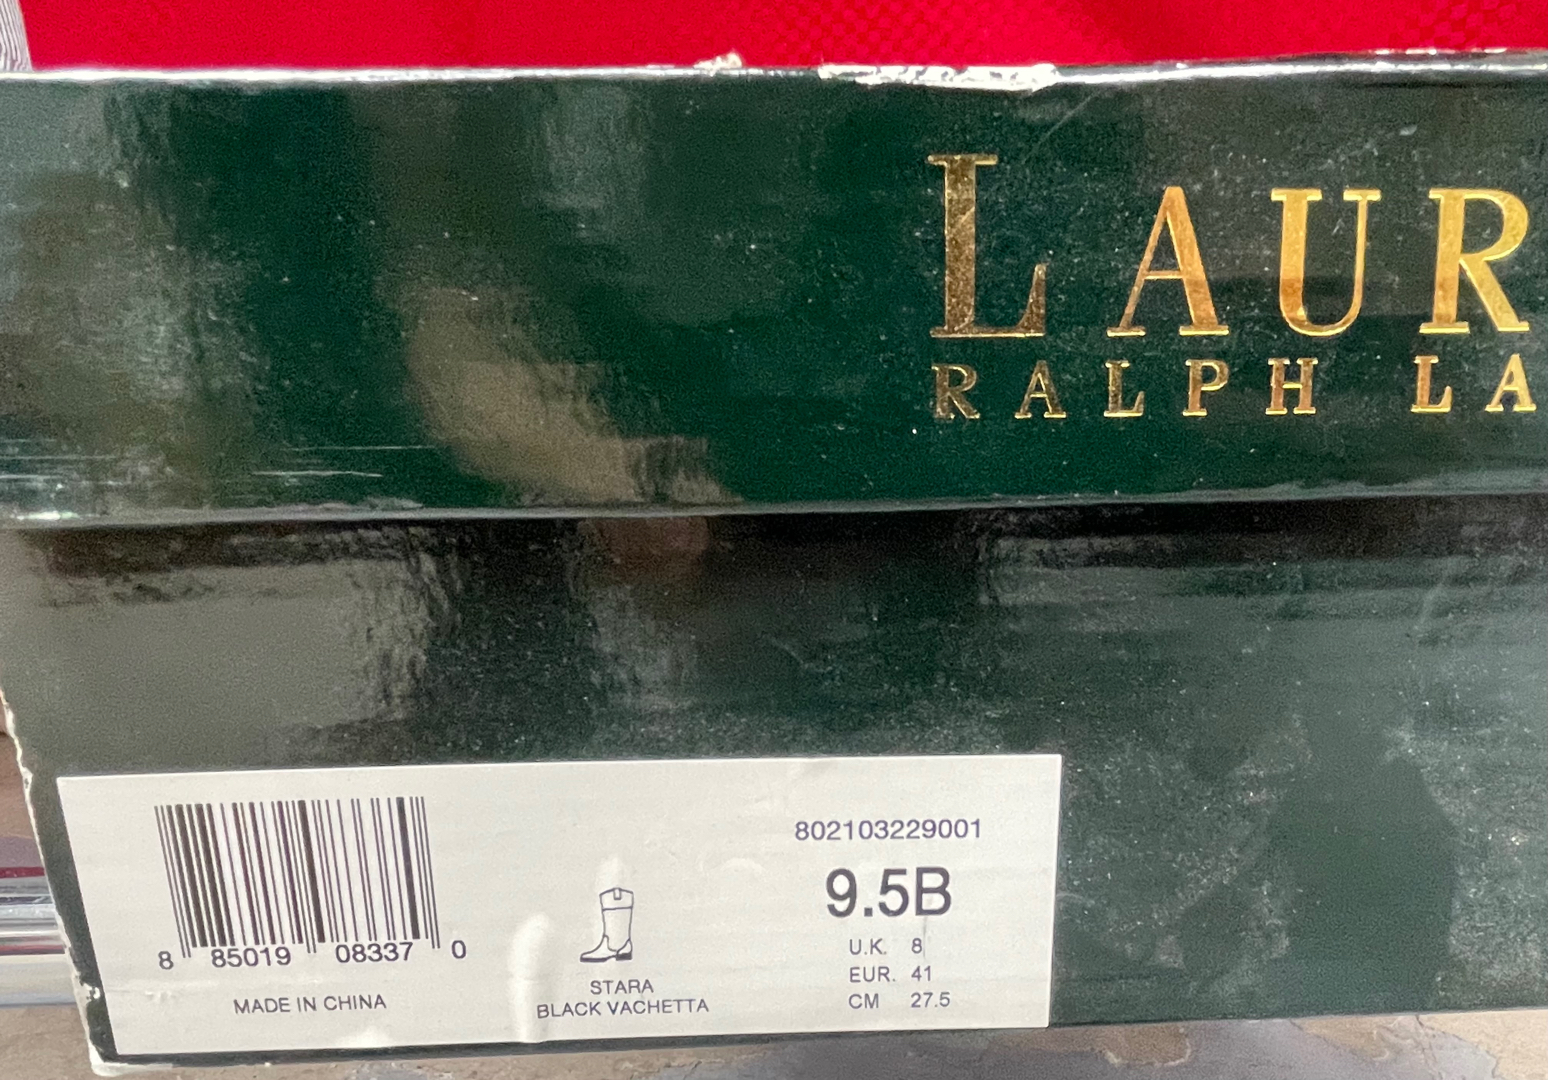 LAUR
RALPH LA
802103229001
9.5B
U.K. 8
EUR. 41
CM 27.5
8 85019 08337 0
MADE IN CHINA
STARA
BLACK VACHETTA